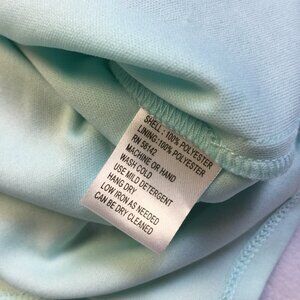 SHELL : 100% POLYESTER
LINING:100% POLYESTER
RN 56142
MACHINE OR HAND
WASH COLD
USE MILD DETERGENT
HANG DRY
LOW IRON AS NEEDED
CAN BE DRY CLEANED